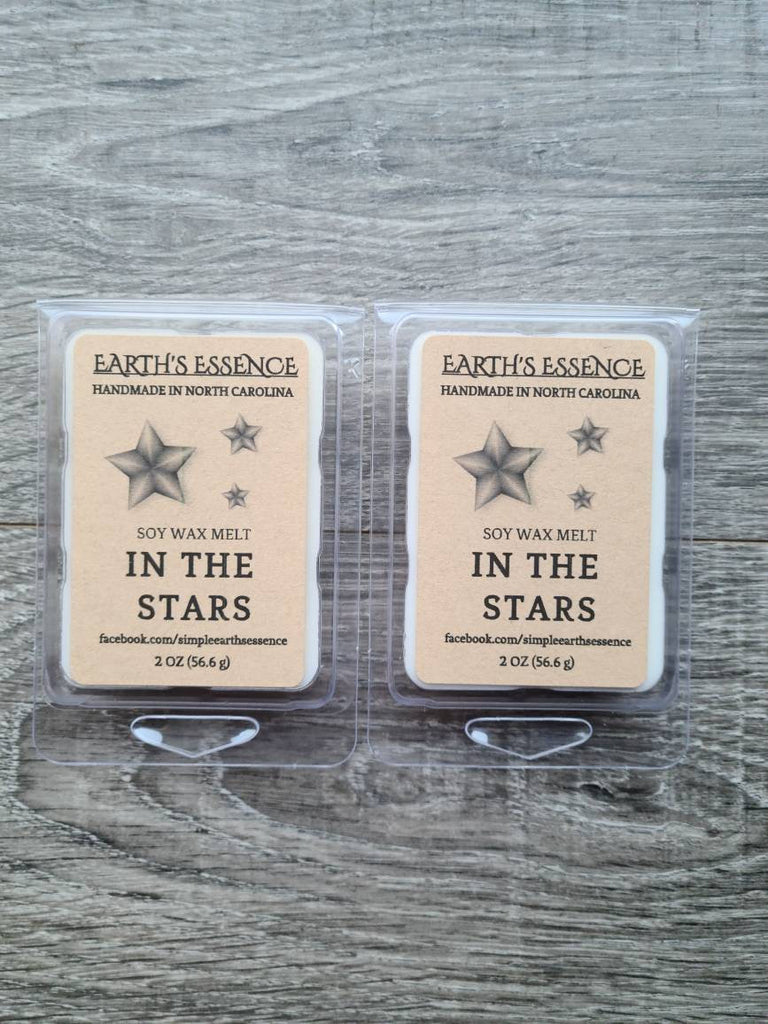 EARTH'S ESSENCE
HANDMADE IN NORTH CAROLINA
SOY WAX MELT
IN THE
STARS
facebook.com/simpleearthsessence
2 OZ (56.6 g)
EARTH'S ESSENCE
HANDMADE IN NORTH CAROLINA
SOY WAX MELT
IN THE
STARS
facebook.com/simpleearthsessence
2 OZ (56.6 g)